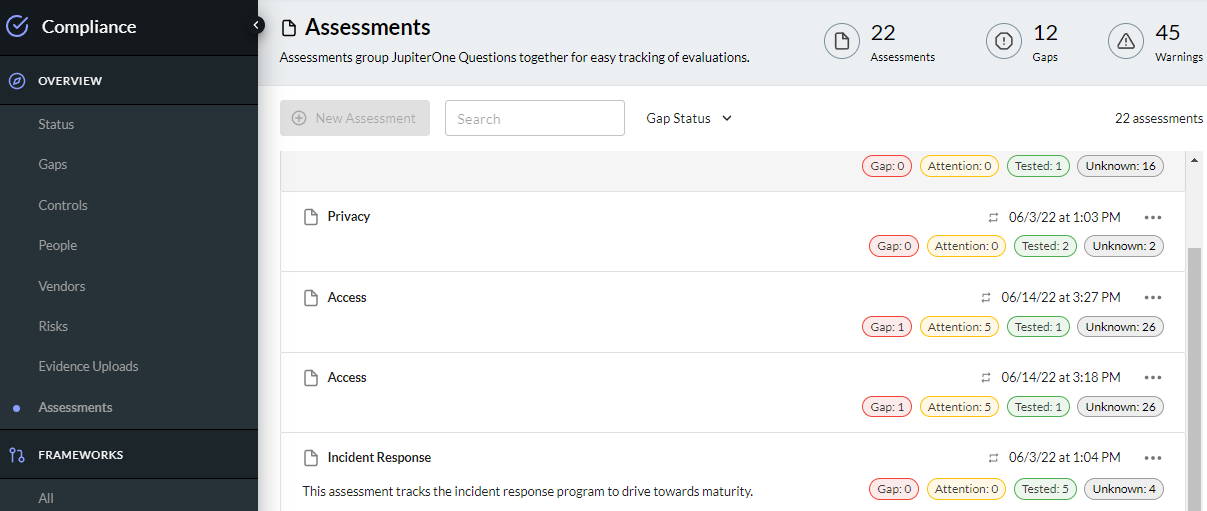 Compliance
OVERVIEW
Status
Gaps
Controls
People
Vendors
Risks
Evidence Uploads
Assessments
FRAMEWORKS
All
Assessments
Assessments group JupiterOne Questions together for easy tracking of evaluations.
22
Assessments
12
Gaps
45
Warnings
New Assessment
Search
Gap Status
22 assessments
Gap: 0 Attention: 0 Tested: 1 Unknown: 16
Privacy 06/3/22 at 1:03 PM
Gap: 0 Attention: 0 Tested: 2 Unknown: 2
Access 06/14/22 at 3:27 PM
Gap: 1 Attention: 5 Tested: 1 Unknown: 26
Access 06/14/22 at 3:18 PM
Gap: 1 Attention: 5 Tested: 1 Unknown: 26
Incident Response 06/3/22 at 1:04 PM
This assessment tracks the incident response program to drive towards maturity. Gap: 0 Attention: 0 Tested: 5 Unknown: 4